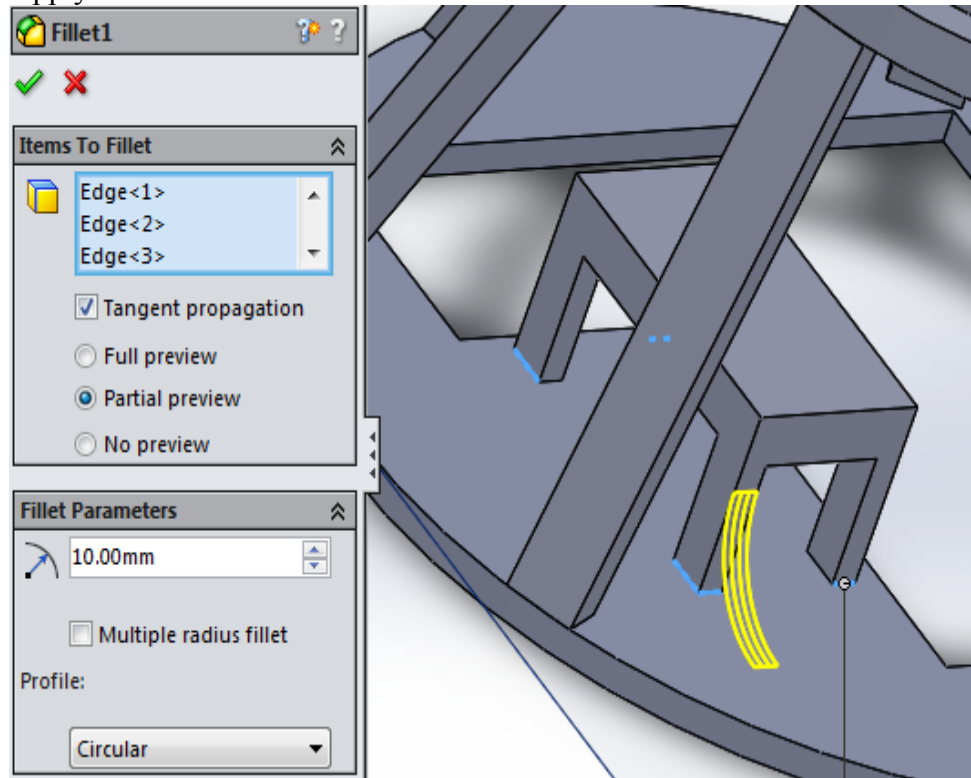 Fillet1
Items To Fillet
Edge<1>
Edge<2>
Edge<3>
Tangent propagation
Full preview
Partial preview
No preview
Fillet Parameters
10.00mm
Multiple radius fillet
Profile:
Circular